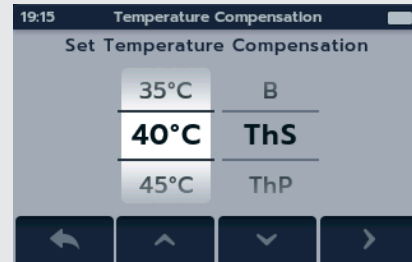 19:15 Temperature Compensation
Set Temperature Compensation
35°C B
40°C ThS
45°C ThP